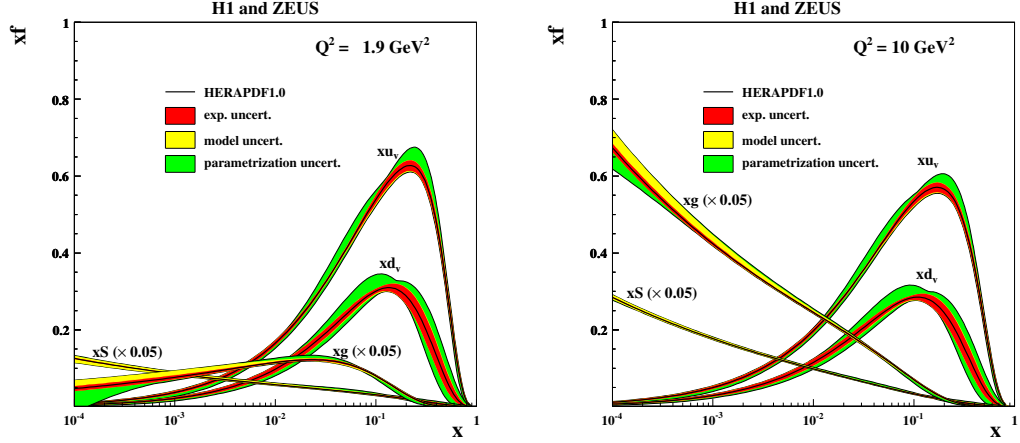 H1 and ZEUS
xf
1
0.8
0.6
0.4
0.2
Q² = 1.9 GeV²
HERAPDF1.0
exp. uncert.
model uncert.
parametrization uncert.
xuᵥ
xdᵥ
xS (× 0.05)
xg (× 0.05)
10⁻⁴
10⁻³
10⁻²
10⁻¹
1
x
H1 and ZEUS
xf
1
0.8
0.6
0.4
0.2
Q² = 10 GeV²
HERAPDF1.0
exp. uncert.
model uncert.
parametrization uncert.
xuᵥ
xg (× 0.05)
xdᵥ
xS (× 0.05)
10⁻⁴
10⁻³
10⁻²
10⁻¹
1
x